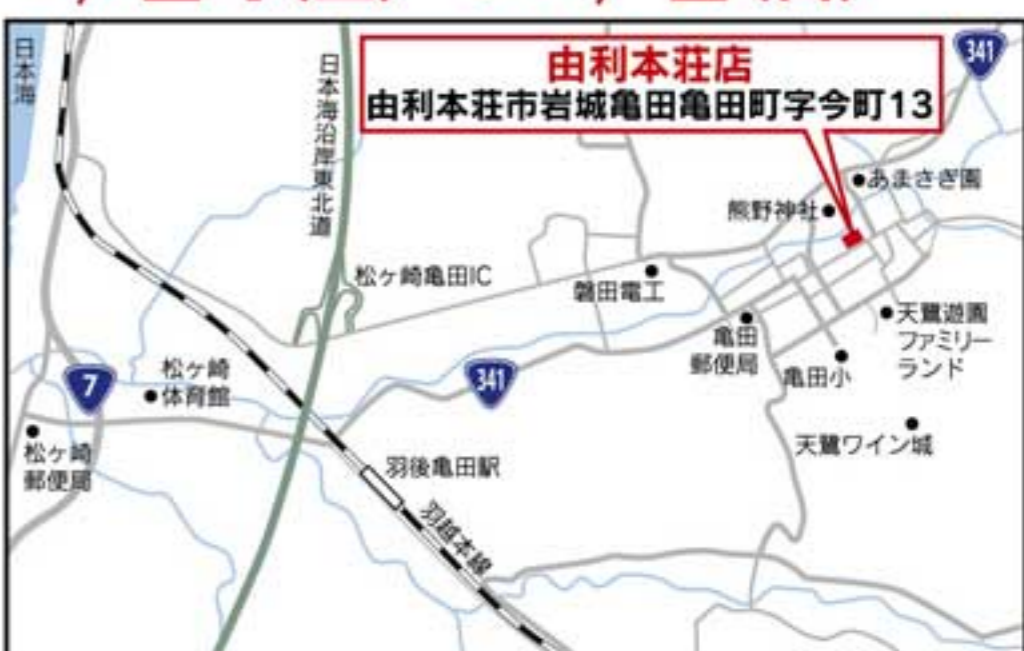 由利本荘店
由利本荘市岩城亀田亀田町字今町13
341
日本海
日本海沿岸東北道
あまさぎ園
熊野神社
松ヶ崎亀田IC
磐田電工
天鷺遊園
ファミリー
ランド
亀田
郵便局
亀田小
341
松ヶ崎
体育館
7
天鷺ワイン城
松ヶ崎
郵便局
羽後亀田駅
羽越本線